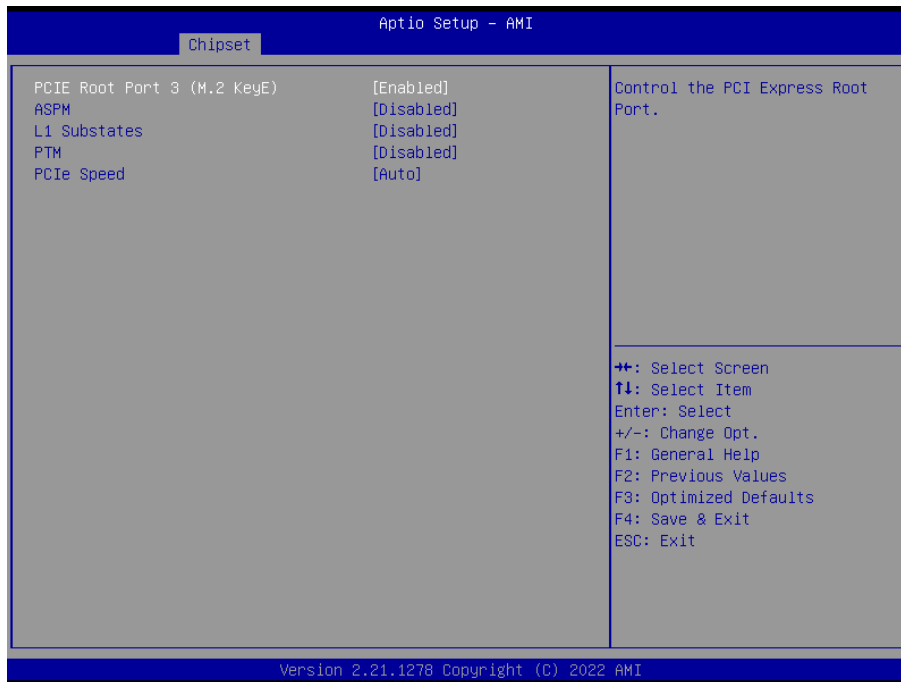 Aptio Setup – AMI
Chipset
PCIE Root Port 3 (M.2 KeyE) [Enabled]
ASPM [Disabled]
L1 Substates [Disabled]
PTM [Disabled]
PCIe Speed [Auto]
Control the PCI Express Root
Port.
→←: Select Screen
↑↓: Select Item
Enter: Select
+/-: Change Opt.
F1: General Help
F2: Previous Values
F3: Optimized Defaults
F4: Save & Exit
ESC: Exit
Version 2.21.1278 Copyright (C) 2022 AMI